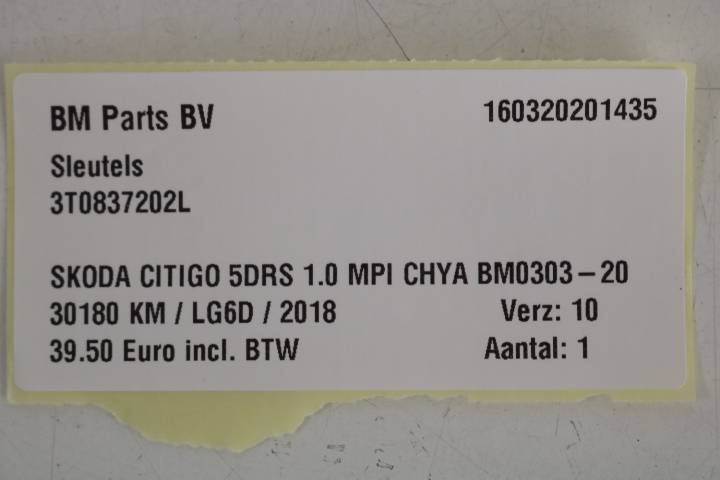 BM Parts BV 160320201435
Sleutels
3T0837202L
SKODA CITIGO 5DRS 1.0 MPI CHYA BM0303-20
30180 KM / LG6D / 2018 Verz: 10
39.50 Euro incl. BTW Aantal: 1